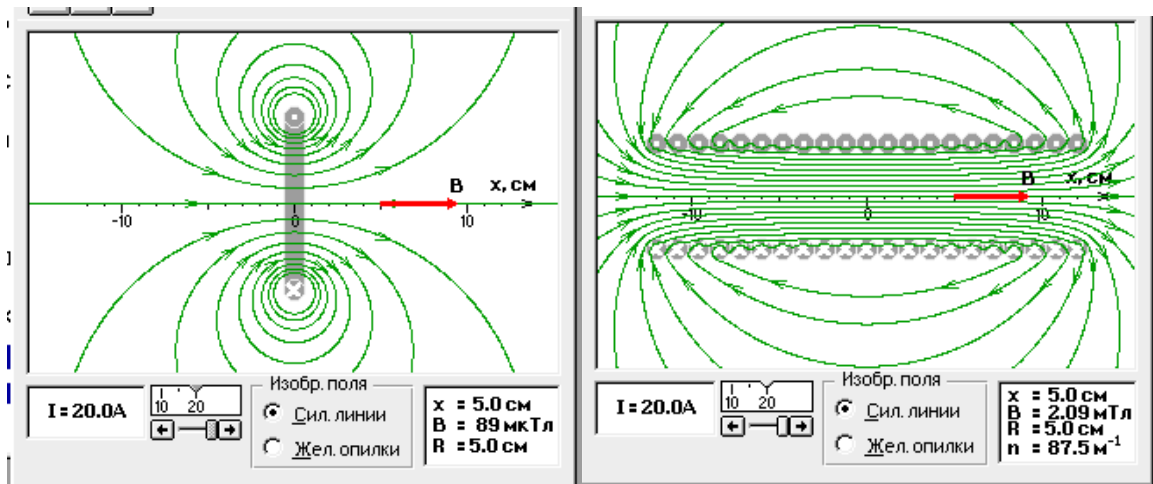 B
x, см
-10
0
10
I = 20.0A
10 20
Изобр. поля
Сил. линии
Жел. опилки
x = 5.0 см
B = 89 мкТл
R = 5.0 см
B
x, см
-10
0
10
I = 20.0A
10 20
Изобр. поля
Сил. линии
Жел. опилки
x = 5.0 см
B = 2.09 мТл
R = 5.0 см
n = 87.5 м⁻¹